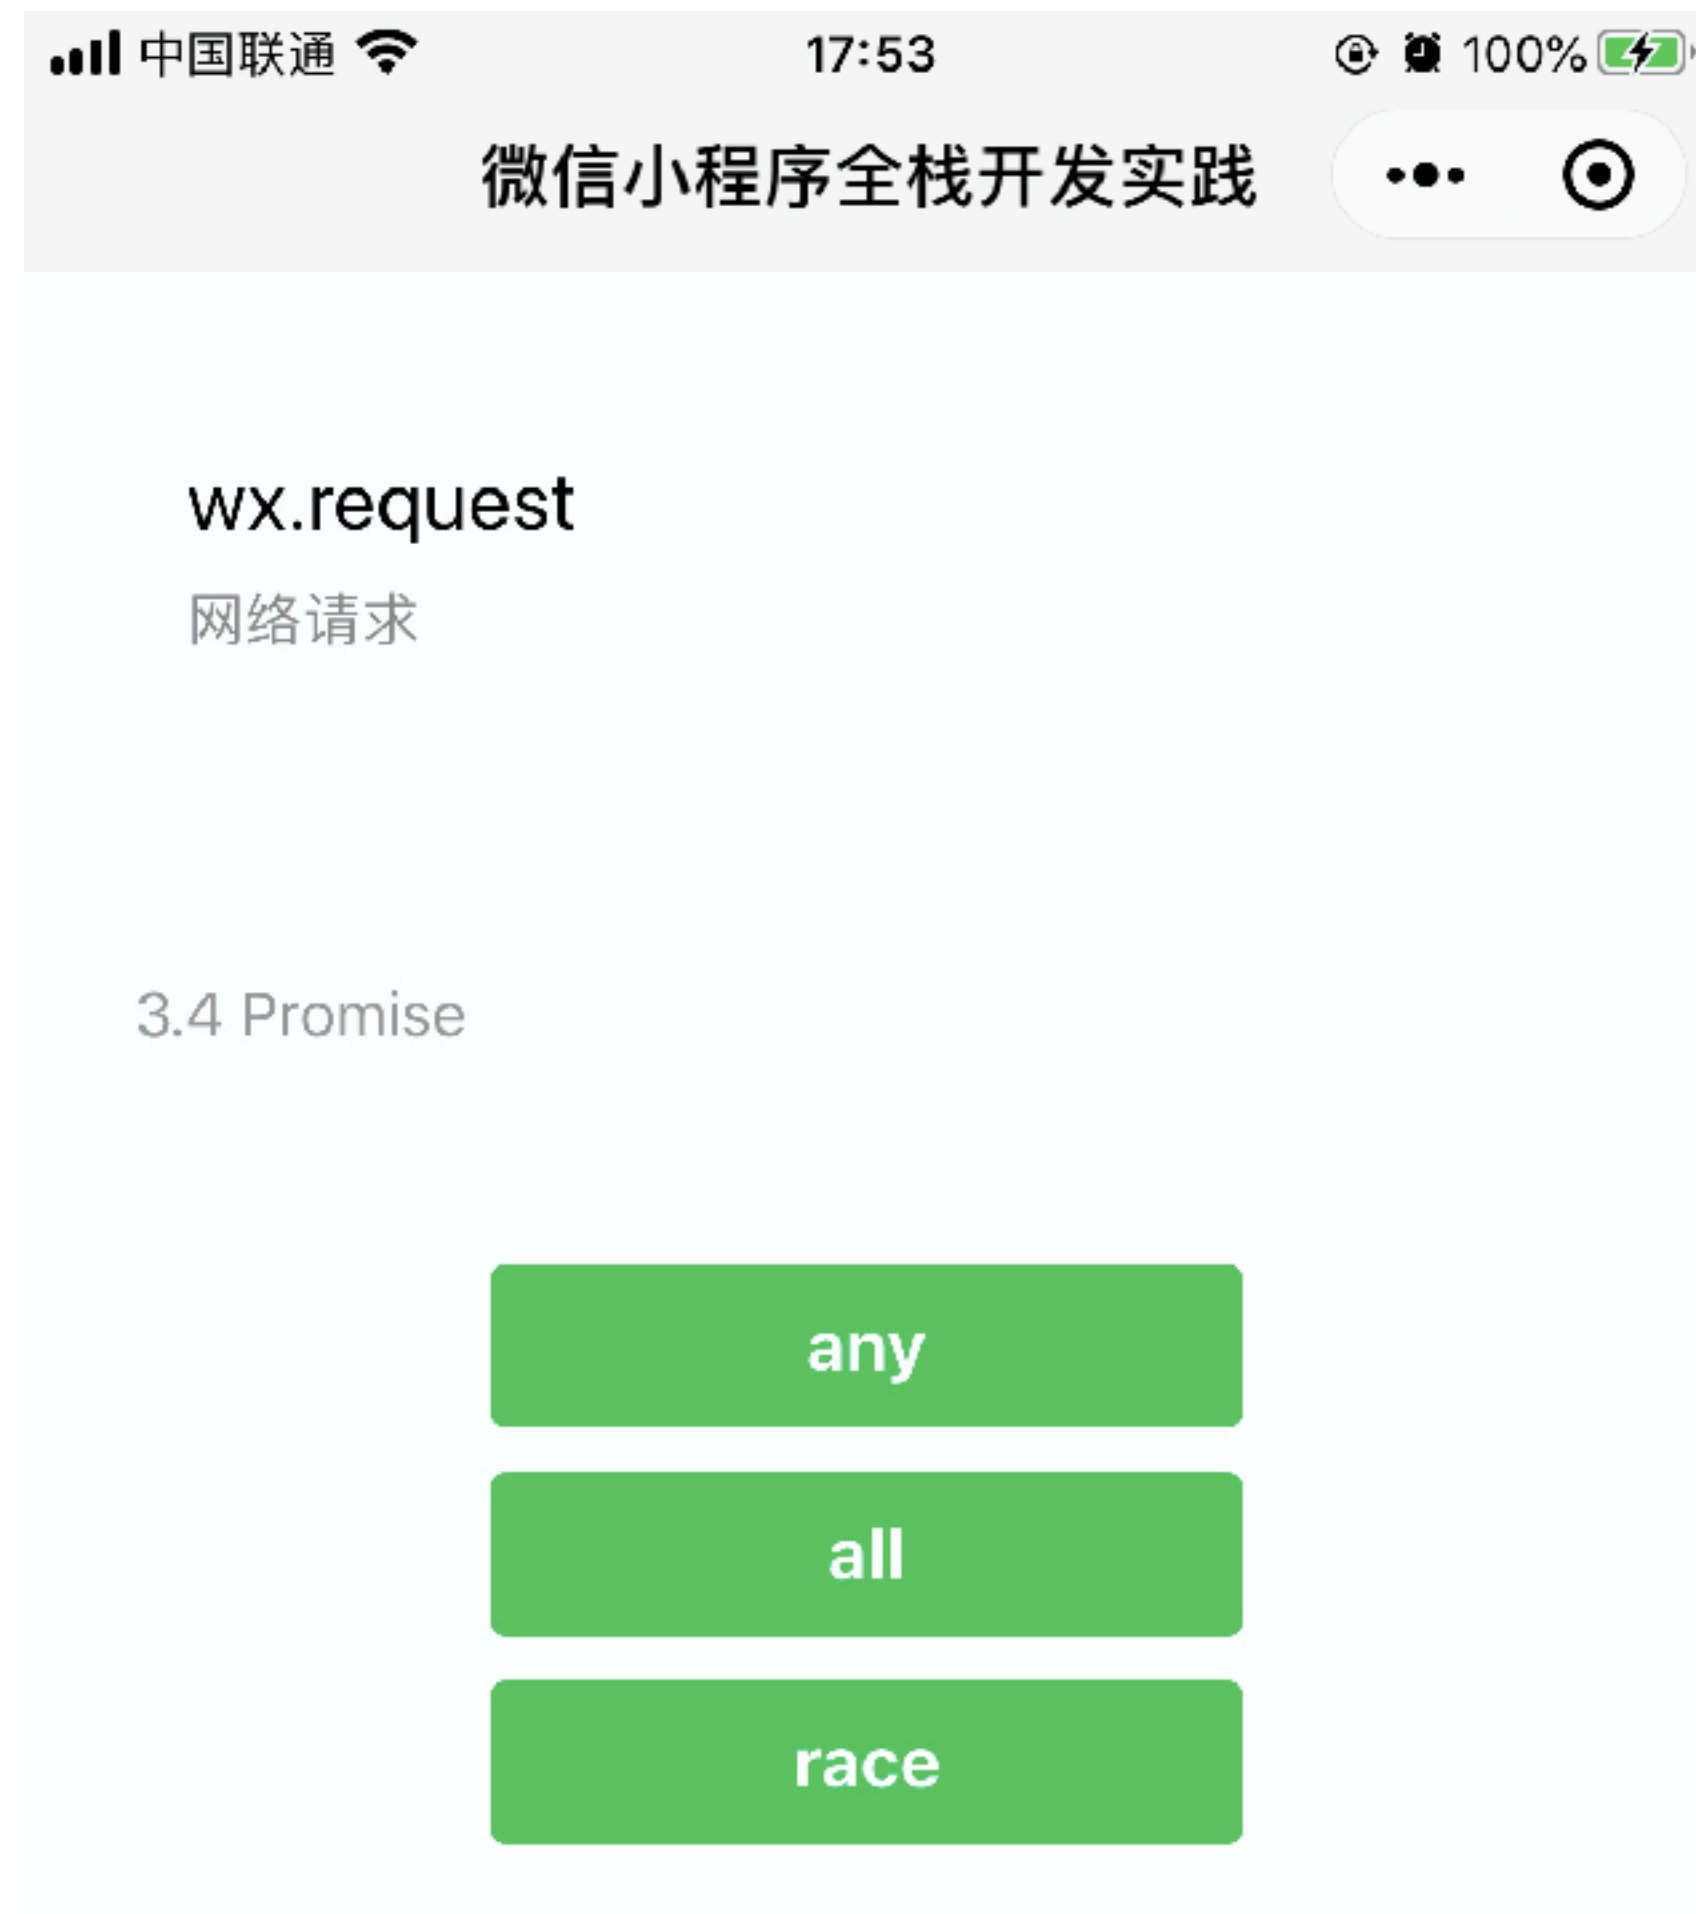 中国联通 17:53 100%
微信小程序全栈开发实践
wx.request
网络请求
3.4 Promise
any
all
race